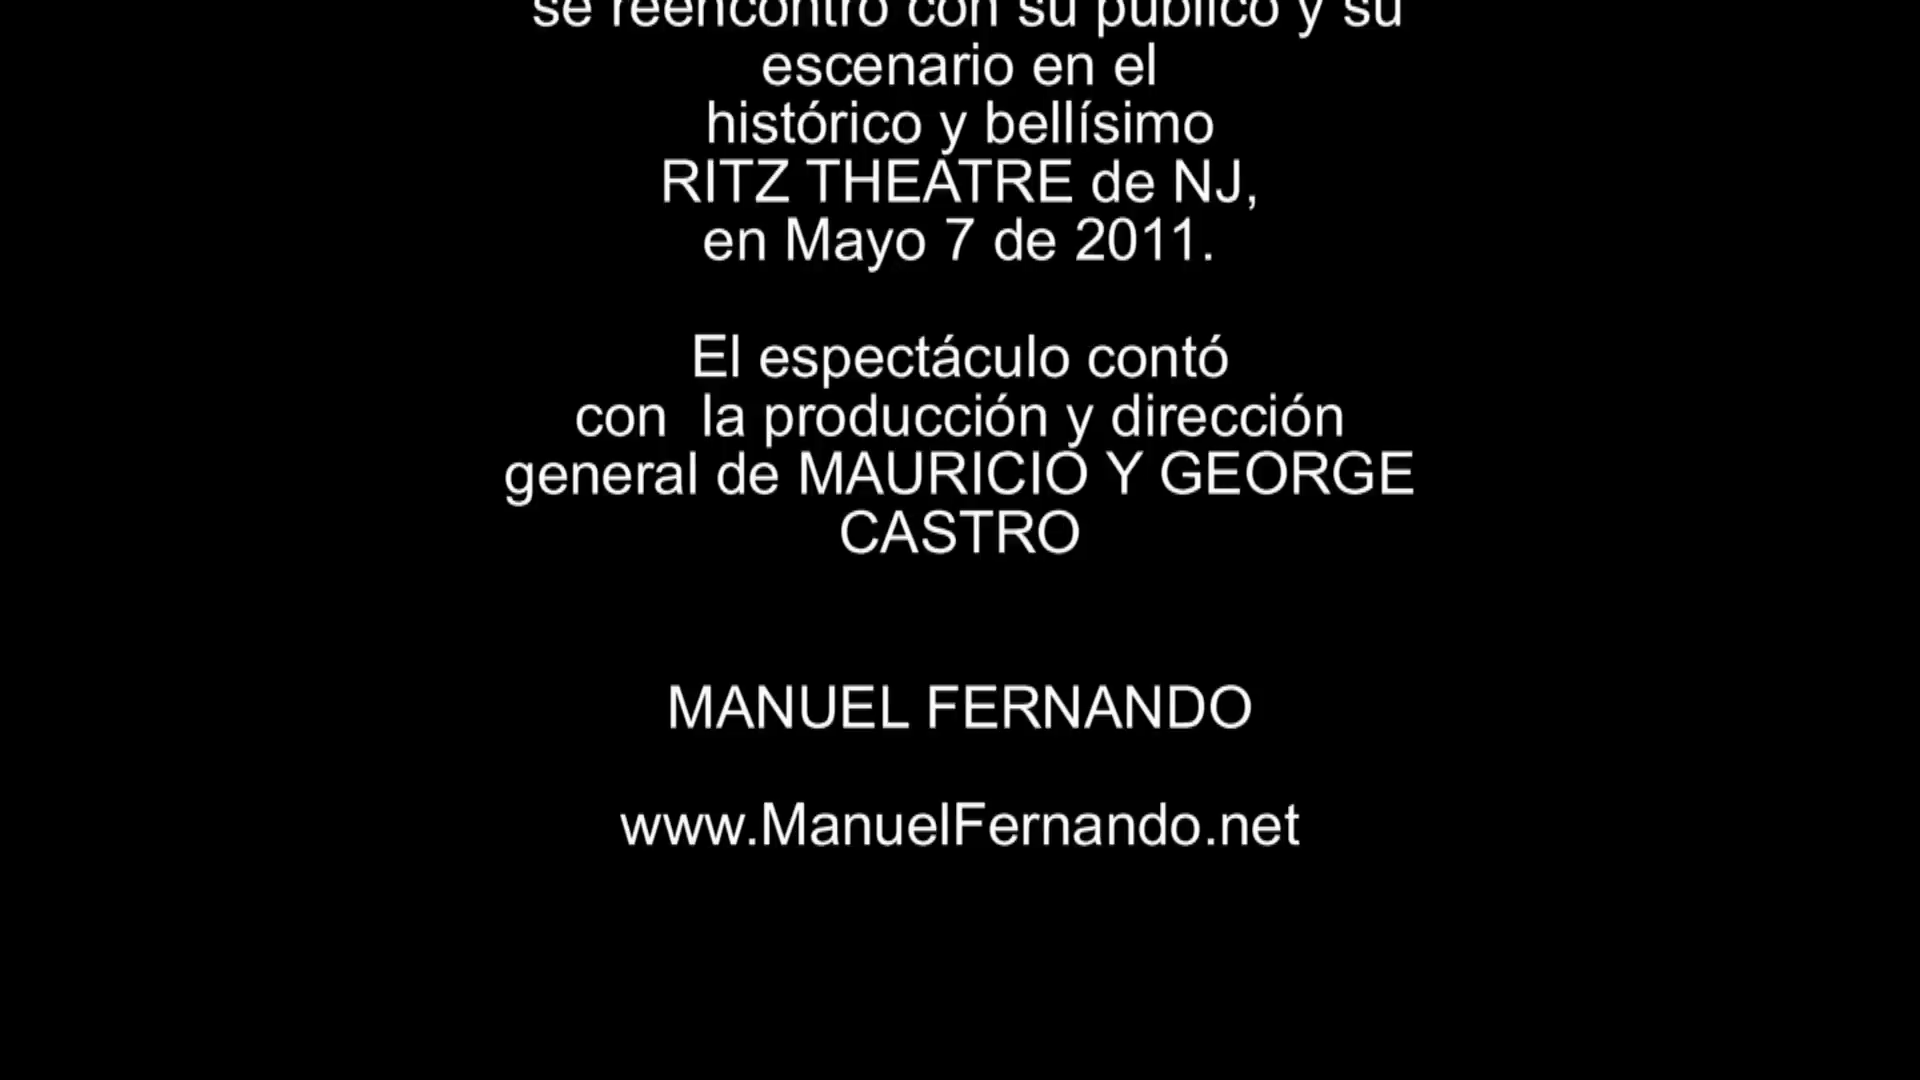 se reencontró con su público y su
escenario en el
histórico y bellísimo
RITZ THEATRE de NJ,
en Mayo 7 de 2011.
El espectáculo contó
con la producción y dirección
general de MAURICIO Y GEORGE
CASTRO
MANUEL FERNANDO
www.ManuelFernando.net